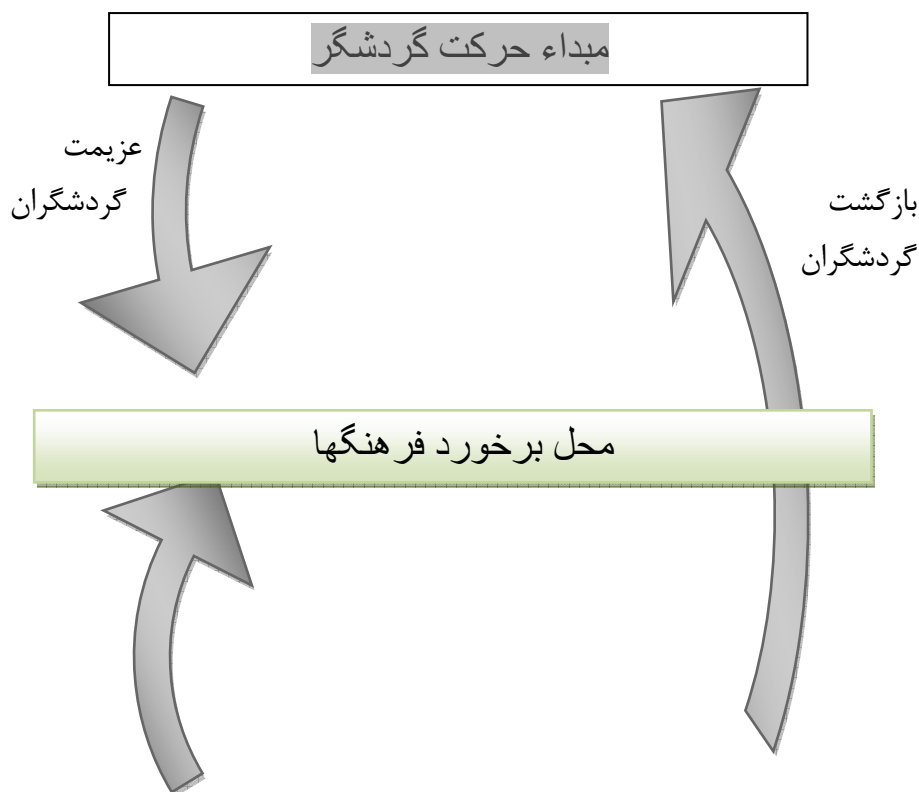 مبداء حرکت گردشگر
عزیمت
گردشگران
بازگشت
گردشگران
محل برخورد فرهنگها